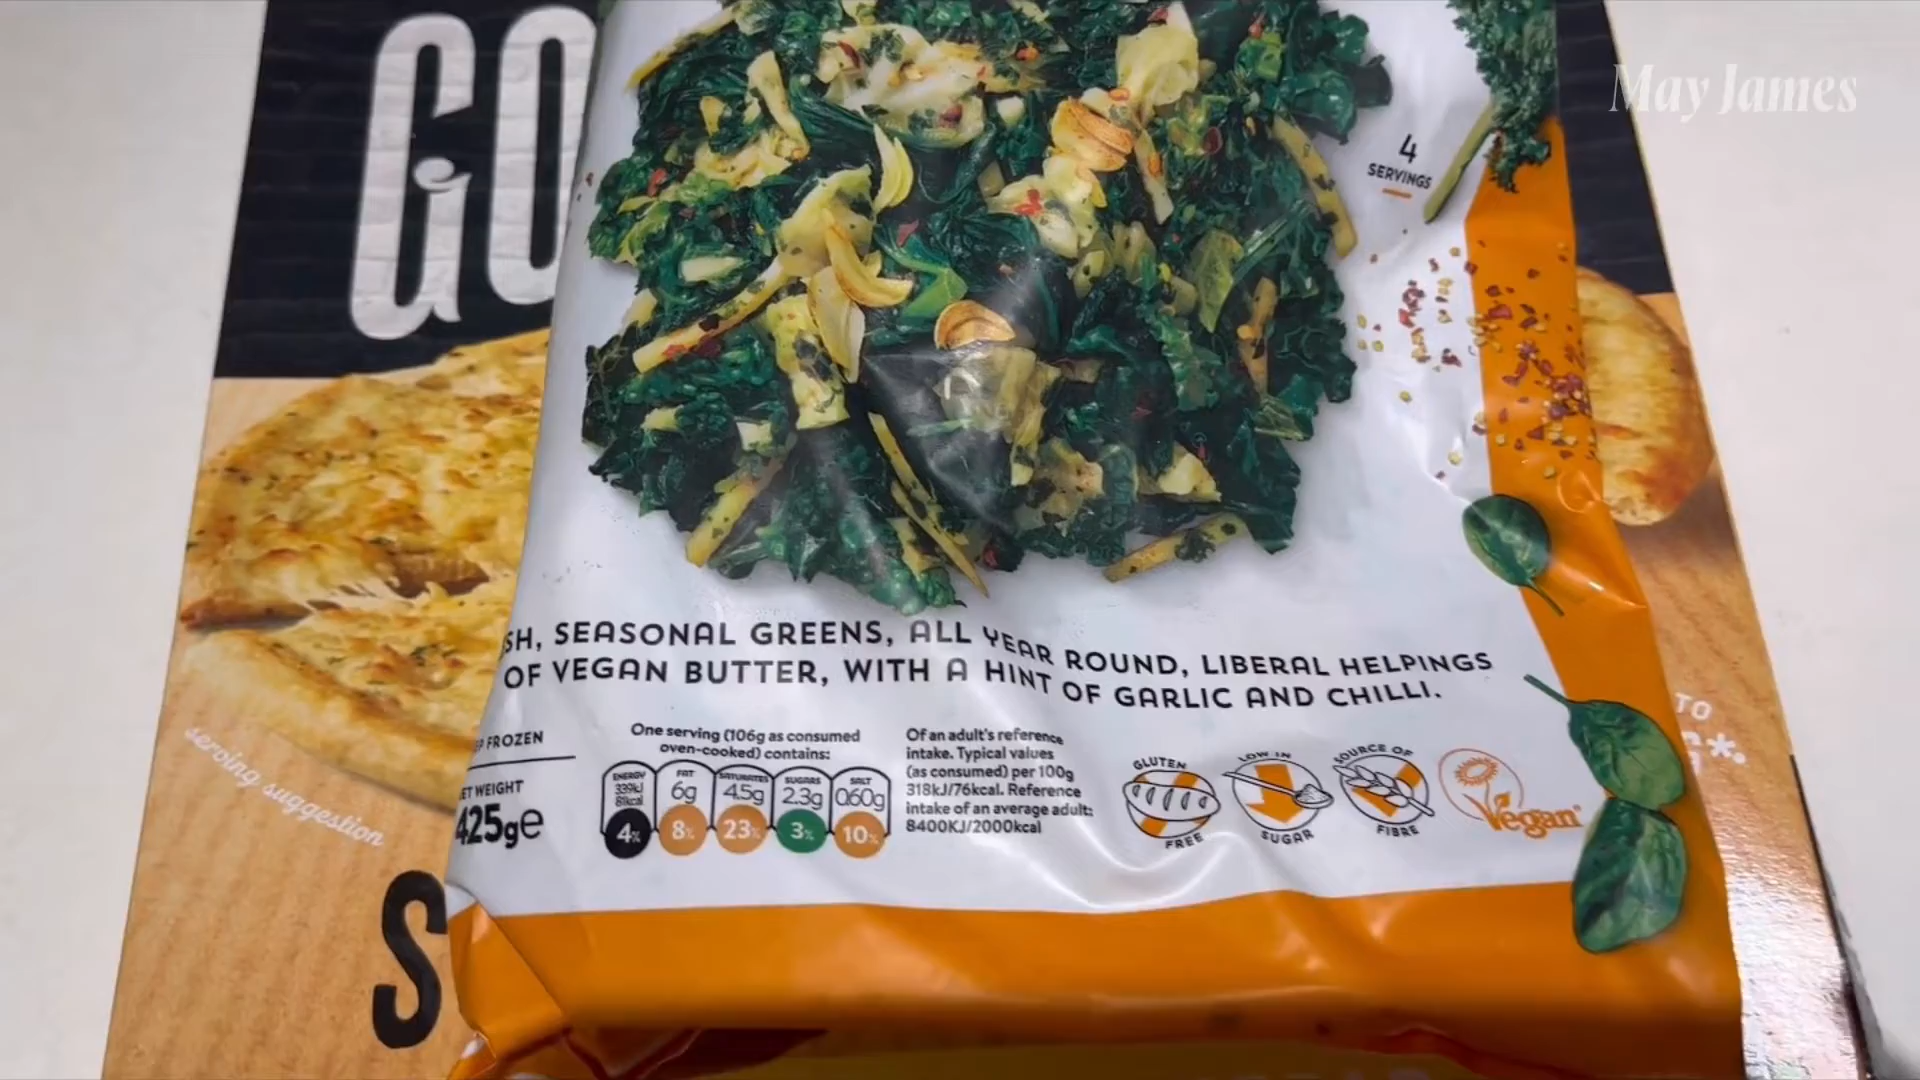 GO
May James
4
SERVINGS
SH, SEASONAL GREENS, ALL YEAR ROUND, LIBERAL HELPINGS
OF VEGAN BUTTER, WITH A HINT OF GARLIC AND CHILLI.
P FROZEN
ET WEIGHT
425ge
One serving (106g as consumed
oven-cooked) contains:
ENERGY
339kJ
81kcal
4%
FAT
6g
8%
SATURATES
4.5g
23%
SUGARS
2.3g
3%
SALT
0.60g
10%
Of an adult's reference
intake. Typical values
(as consumed) per 100g
318kJ/76kcal. Reference
intake of an average adult:
8400KJ/2000kcal
GLUTEN
FREE
LOW IN
SUGAR
SOURCE OF
FIBRE
Vegan
serving suggestion
TO
S